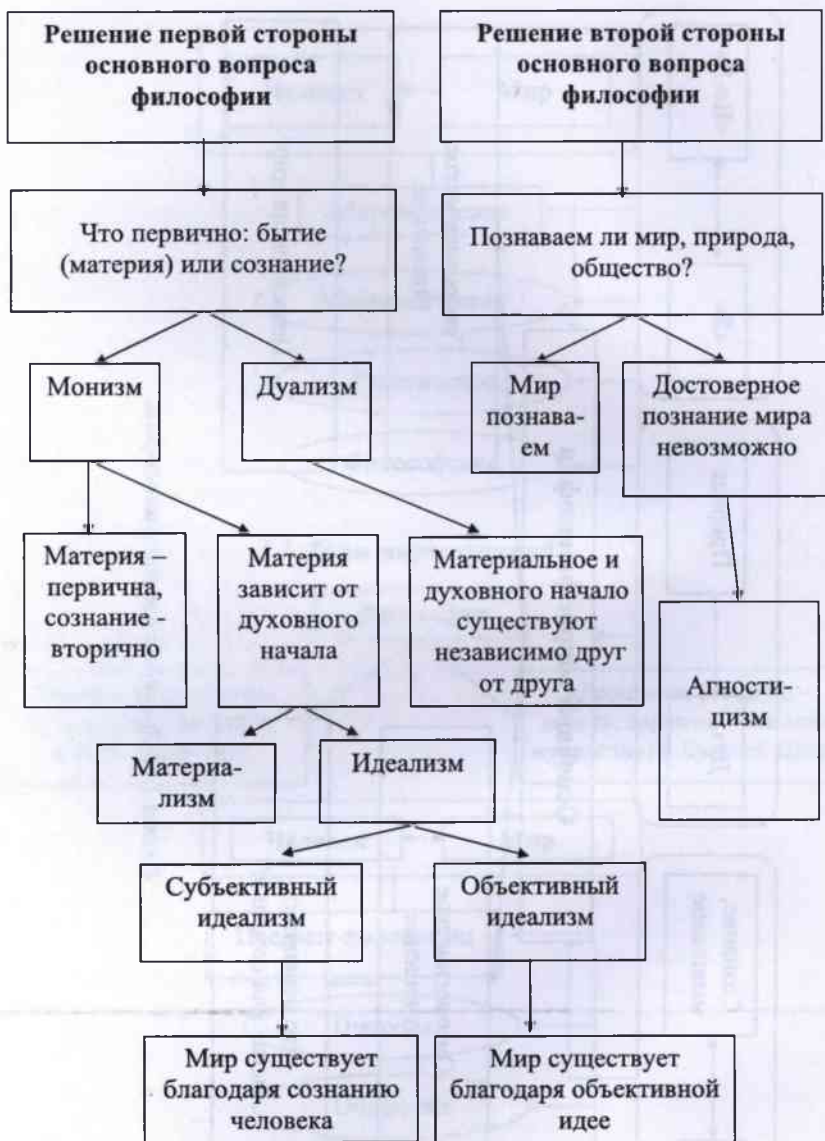 Решение первой стороны
основного вопроса
философии
Решение второй стороны
основного вопроса
философии
Что первично: бытие
(материя) или сознание?
Познаваем ли мир, природа,
общество?
Монизм
Дуализм
Мир
познава-
ем
Достоверное
познание мира
невозможно
Материя –
первична,
сознание -
вторично
Материя
зависит от
духовного
начала
Материальное и
духовного начало
существуют
независимо друг
от друга
Агности-
цизм
Материа-
лизм
Идеализм
Субъективный
идеализм
Объективный
идеализм
Мир существует
благодаря сознанию
человека
Мир существует
благодаря объективной
идее